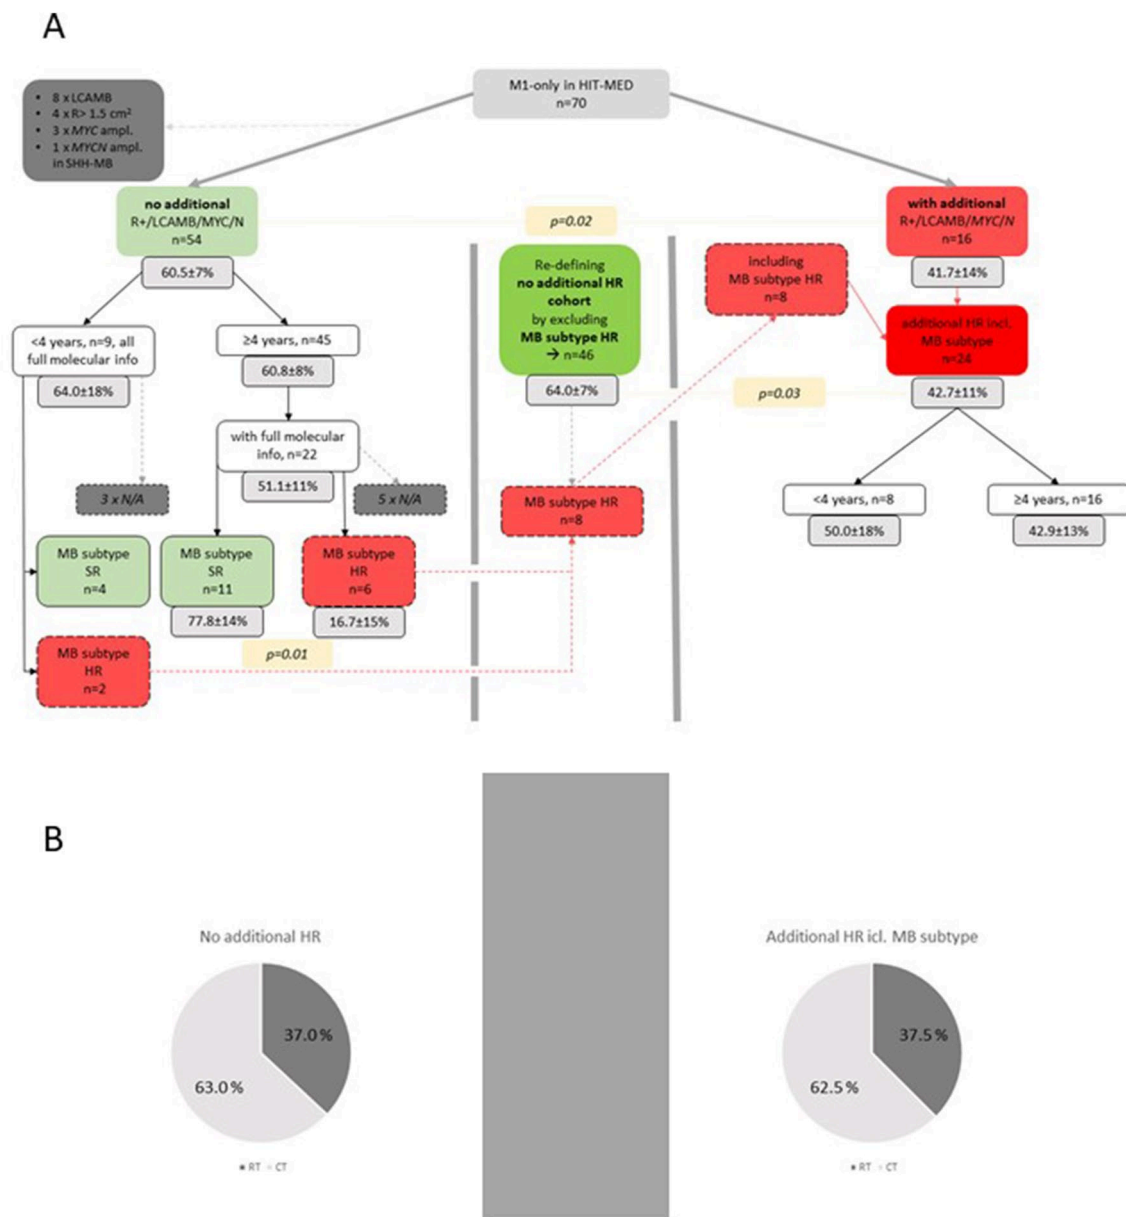 A
M1-only in HIT-MED
n=70
• 8 x LCAMB
• 4 x R> 1.5 cm²
• 3 x MYC ampl.
• 1 x MYCN ampl.
in SHH-MB
no additional
R+/LCAMB/MYC/N
n=54
60.5±7%
p=0.02
with additional
R+/LCAMB/MYC/N
n=16
41.7±14%
Re-defining
no additional HR
cohort
by excluding
MB subtype HR
→ n=46
64.0±7%
including
MB subtype HR
n=8
additional HR incl.
MB subtype
n=24
42.7±11%
p=0.03
<4 years, n=9, all
full molecular info
64.0±18%
≥4 years, n=45
60.8±8%
with full molecular
info, n=22
51.1±11%
3 x N/A
5 x N/A
MB subtype HR
n=8
<4 years, n=8
50.0±18%
≥4 years, n=16
42.9±13%
MB subtype
SR
n=4
MB subtype
SR
n=11
77.8±14%
MB subtype
HR
n=6
16.7±15%
p=0.01
MB subtype
HR
n=2
B
No additional HR
37.0%
63.0%
■ RT ■ CT
Additional HR icl. MB subtype
37.5%
62.5%
■ RT ■ CT